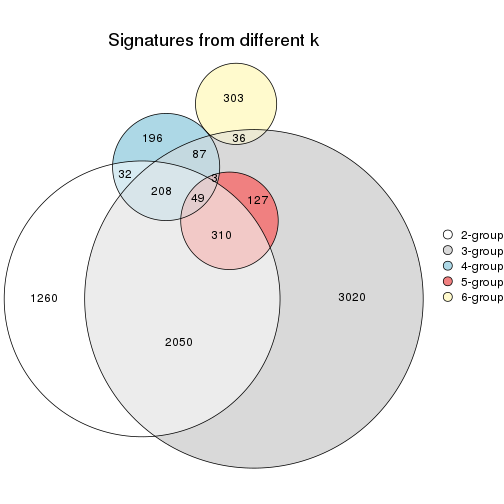 Signatures from different k
303
36
196
87
32
3
208
49
127
310
1260
3020
2050
2-group
3-group
4-group
5-group
6-group